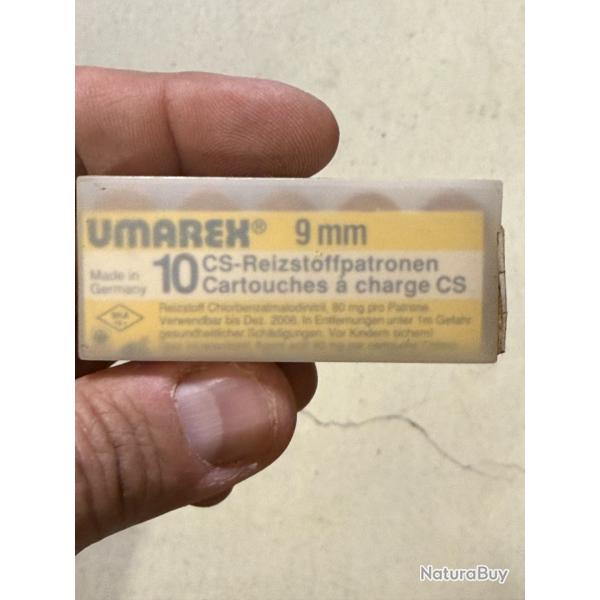 UMAREX® 9 mm
Made in Germany
10 CS-Reizstoffpatronen
Cartouches á charge CS
Reizstoff Chlorbenzalmalodinitril, 80 mg pro Patrone.
Verwendbar bis Dez. 2006. In Entfernungen unter 1m Gefahr
gesundheitlicher Schädigungen. Vor Kindern sichern!
NaturaBuy